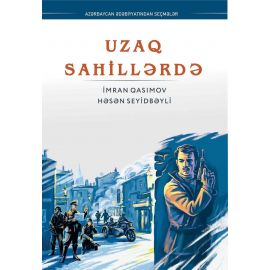 AZƏRBAYCAN ƏDƏBİYYATINDAN SEÇMƏLƏR
UZAQ
SAHİLLƏRDƏ
İMRAN QASIMOV
HƏSƏN SEYİDBƏYLİ